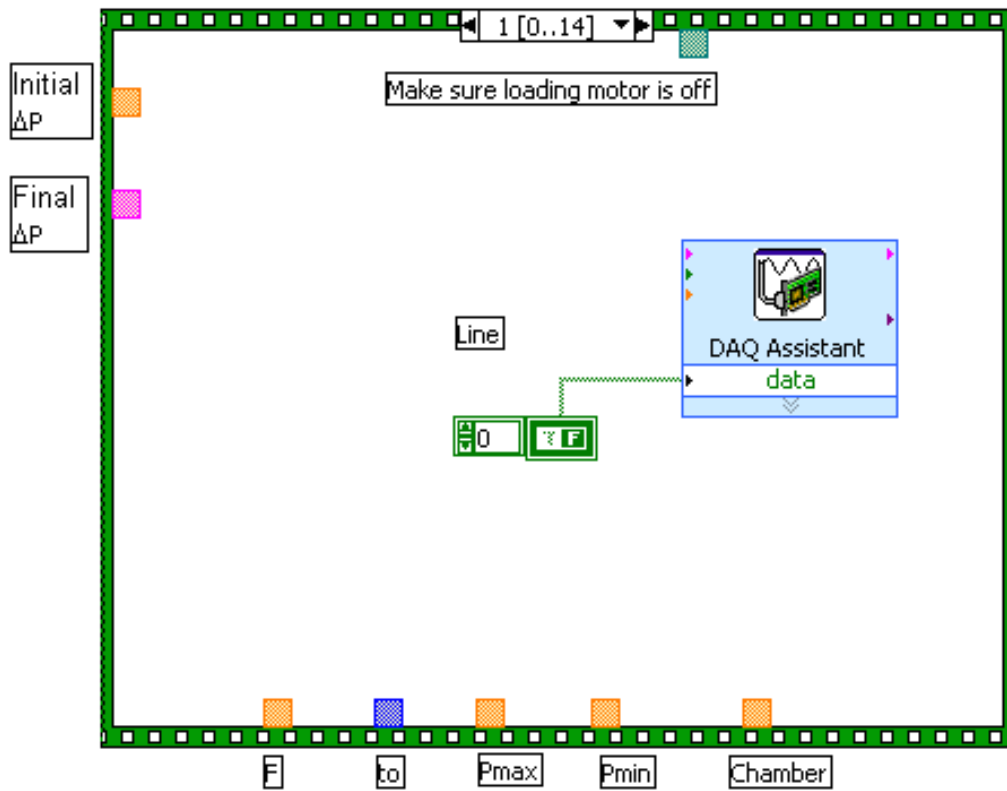 1 [0..14]
Initial
ΔP
Make sure loading motor is off
Final
ΔP
Line
DAQ Assistant
data
0
F
F
to
Pmax
Pmin
Chamber